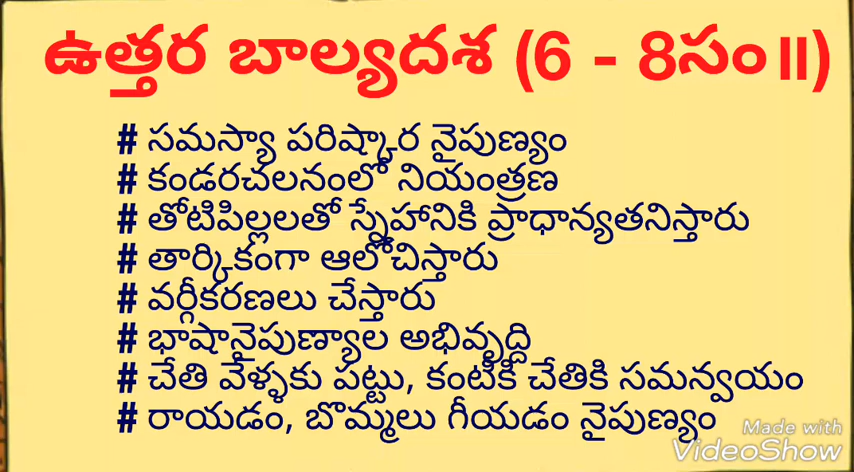 ఉత్తర బాల్యదశ (6 - 8సం॥)
# సమస్యా పరిష్కార నైపుణ్యం
# కండరచలనంలో నియంత్రణ
# తోటిపిల్లలతో స్నేహానికి ప్రాధాన్యతనిస్తారు
# తార్కికంగా ఆలోచిస్తారు
# వర్గీకరణలు చేస్తారు
# భాషానైపుణ్యాల అభివృద్ది
# చేతి వేళ్ళకు పట్టు, కంటికి చేతికి సమన్వయం
# రాయడం, బొమ్మలు గీయడం నైపుణ్యం
Made with
VideoShow